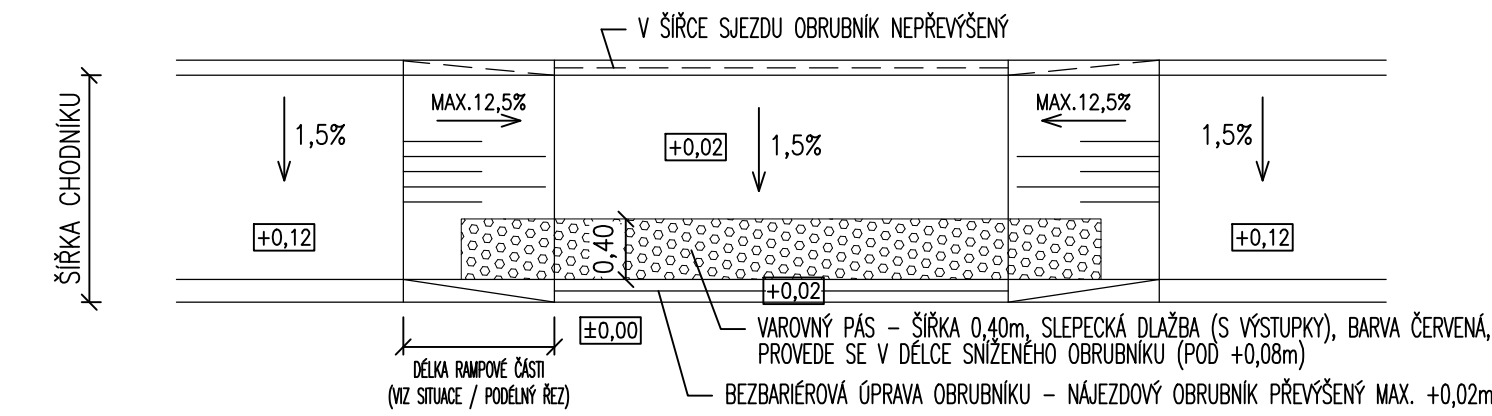 V ŠÍŘCE SJEZDU OBRUBNÍK NEPŘEVÝŠENÝ
ŠÍŘKA CHODNÍKU
1,5%
MAX.12,5%
+0,02
1,5%
MAX.12,5%
1,5%
+0,12
0,40
+0,12
+0,02
±0,00
VAROVNÝ PÁS – ŠÍŘKA 0,40m, SLEPECKÁ DLAŽBA (S VÝSTUPKY), BARVA ČERVENÁ,
PROVEDE SE V DÉLCE SNÍŽENÉHO OBRUBNÍKU (POD +0,08m)
DÉLKA RAMPOVÉ ČÁSTI
(VIZ SITUACE / PODÉLNÝ ŘEZ)
BEZBARIÉROVÁ ÚPRAVA OBRUBNÍKU – NÁJEZDOVÝ OBRUBNÍK PŘEVÝŠENÝ MAX. +0,02m